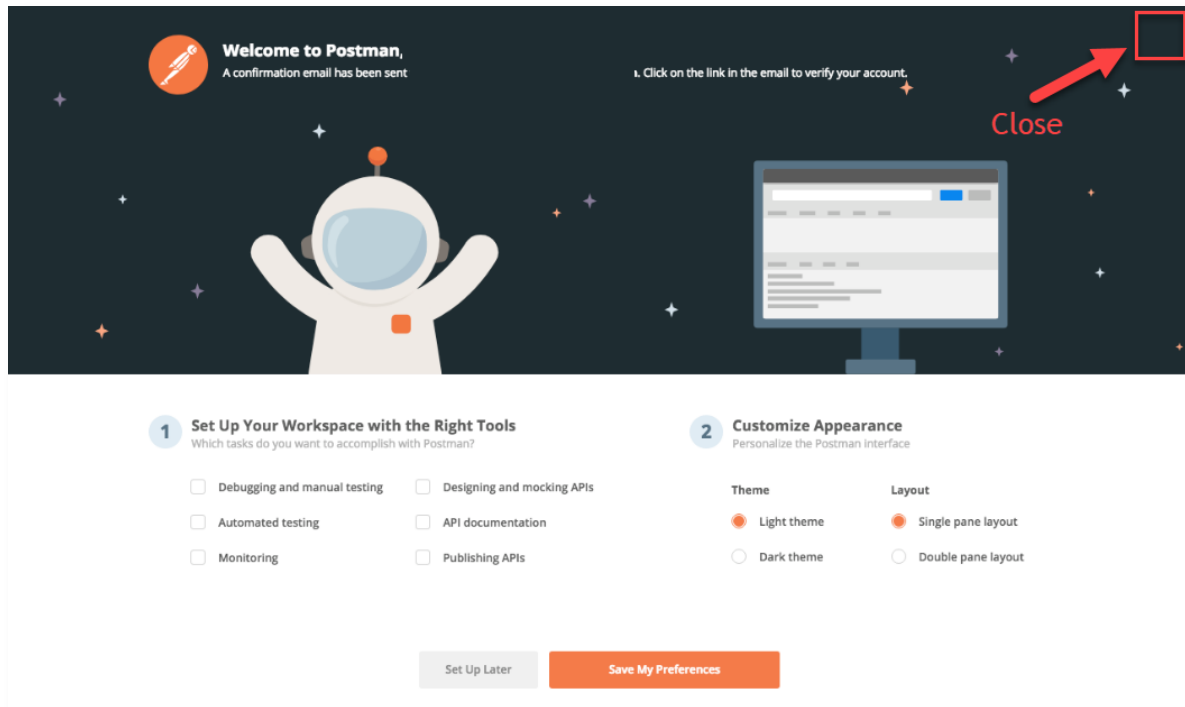 Welcome to Postman,
A confirmation email has been sent
. Click on the link in the email to verify your account.
Close
1 Set Up Your Workspace with the Right Tools
Which tasks do you want to accomplish with Postman?
Debugging and manual testing
Designing and mocking APIs
Automated testing
API documentation
Monitoring
Publishing APIs
2 Customize Appearance
Personalize the Postman interface
Theme
Layout
Light theme
Single pane layout
Dark theme
Double pane layout
Set Up Later
Save My Preferences